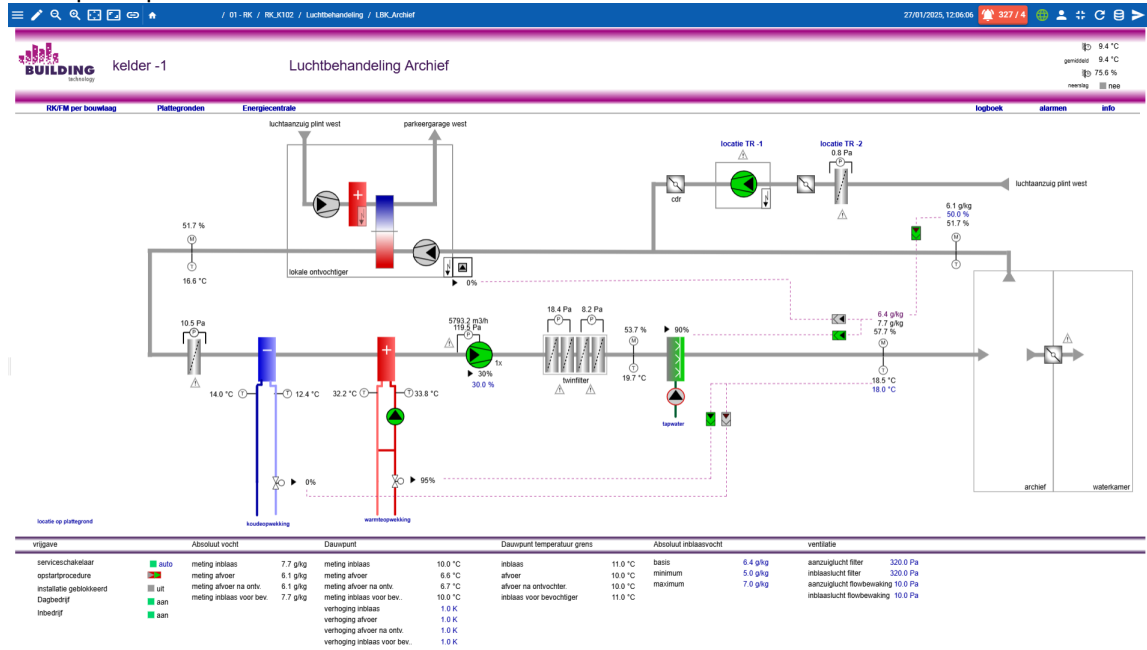 / 01 - RK / RK_K102 / Luchtbehandeling / LBK_Archief
27/01/2025, 12:06:06
327 / 4
BUILDING
technology
kelder -1
Luchtbehandeling Archief
9.4 °C
gemiddeld 9.4 °C
75.6 %
neerslag nee
RK/FM per bouwlaag
Plattegronden
Energiecentrale
logboek
alarmen
info
luchtaanzuig plint west
parkeergarage west
locatie TR -1
locatie TR -2
0.8 Pa
P
cdr
luchtaanzuig plint west
6.1 g/kg
50.0 %
51.7 %
M
T
51.7 %
M
T
16.6 °C
lokale ontvochtiger
0%
6.4 g/kg
7.7 g/kg
57.7 %
M
T
18.5 °C
18.0 °C
10.5 Pa
P
5793.2 m3/h
119.5 Pa
P
1x
30%
30.0 %
18.4 Pa
8.2 Pa
P
P
twinfilter
53.7 %
M
T
19.7 °C
90%
tapwater
14.0 °C T
T 12.4 °C
32.2 °C T
T 33.8 °C
0%
95%
koudeopwekking
warmteopwekking
archief
waterkamer
locatie op plattegrond
vrijgave
Absoluut vocht
Dauwpunt
Dauwpunt temperatuur grens
Absoluut inblaasvocht
ventilatie
serviceschakelaar auto
opstartprocedure
installatie geblokkeerd uit
Dagbedrijf aan
Inbedrijf aan
meting inblaas 7.7 g/kg
meting afvoer 6.1 g/kg
meting afvoer na ontv. 6.1 g/kg
meting inblaas voor bev. 7.7 g/kg
meting inblaas 10.0 °C
meting afvoer 6.6 °C
meting afvoer na ontv. 6.7 °C
meting inblaas voor bev.. 10.0 °C
verhoging inblaas 1.0 K
verhoging afvoer 1.0 K
verhoging afvoer na ontv. 1.0 K
verhoging inblaas voor bev.. 1.0 K
inblaas 11.0 °C
afvoer 10.0 °C
afvoer na ontvochter. 10.0 °C
inblaas voor bevochtiger 11.0 °C
basis 6.4 g/kg
minimum 5.0 g/kg
maximum 7.0 g/kg
aanzuiglucht filter 320.0 Pa
inblaaslucht filter 320.0 Pa
aanzuiglucht flowbewaking 10.0 Pa
inblaaslucht flowbewaking 10.0 Pa